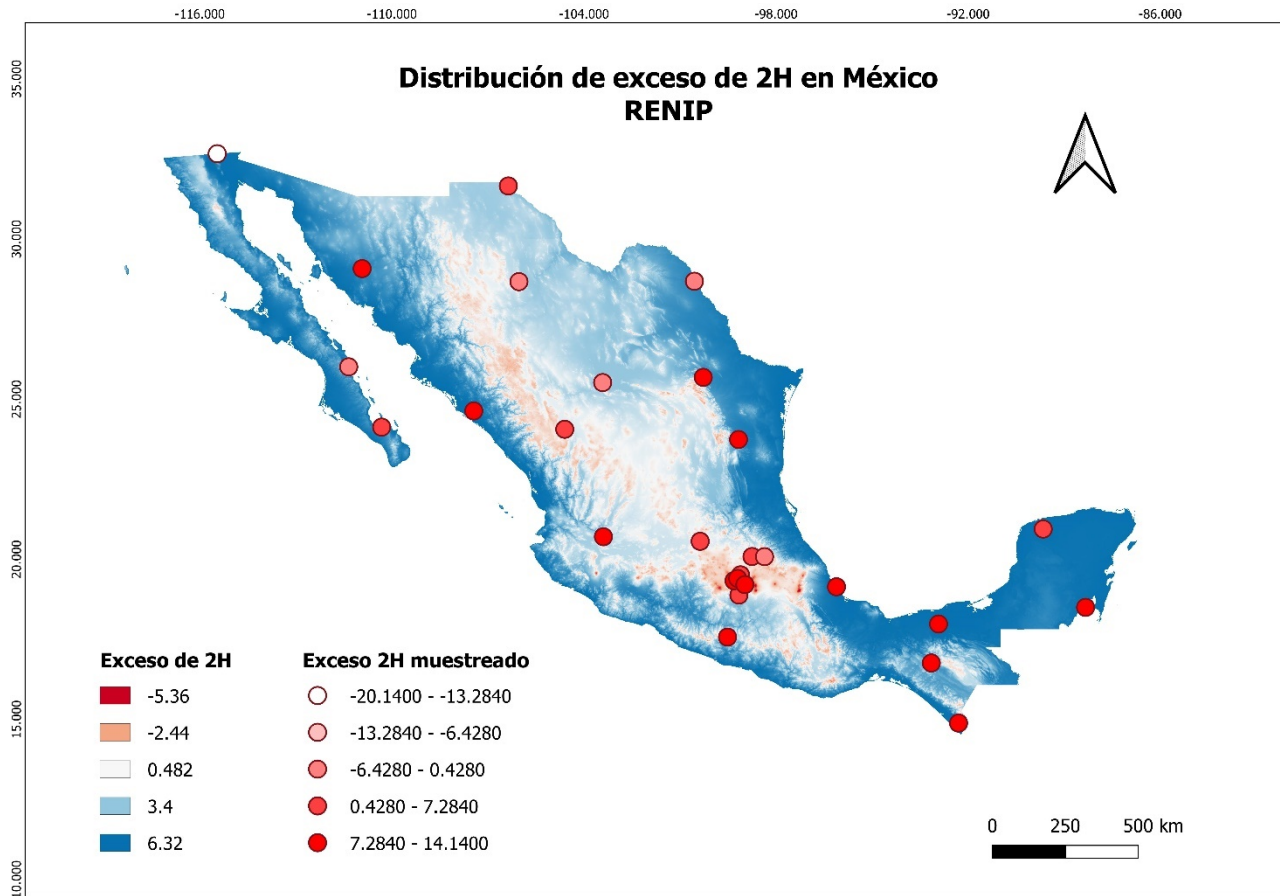 -116.000 -110.000 -104.000 -98.000 -92.000 -86.000
35.000
30.000
25.000
20.000
15.000
10.000
Distribución de exceso de 2H en México
RENIP
Exceso de 2H
-5.36
-2.44
0.482
3.4
6.32
Exceso 2H muestreado
-20.1400 - -13.2840
-13.2840 - -6.4280
-6.4280 - 0.4280
0.4280 - 7.2840
7.2840 - 14.1400
0 250 500 km